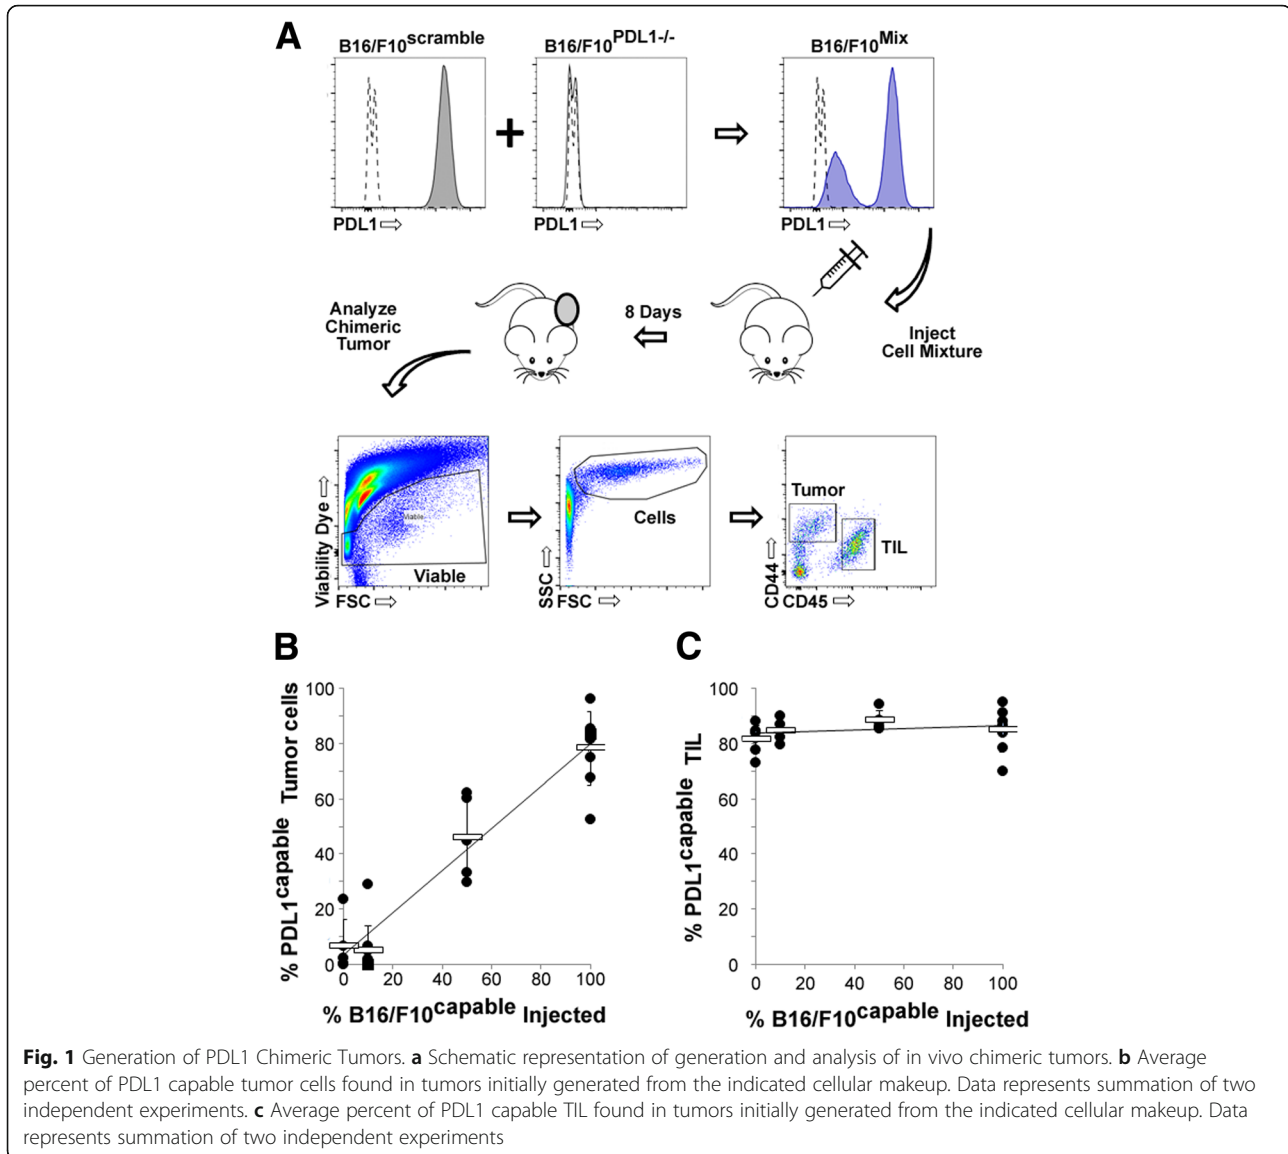 A
B16/F10scramble
B16/F10PDL1-/-
B16/F10Mix
+
PDL1
PDL1
PDL1
Analyze
Chimeric
Tumor
8 Days
Inject
Cell Mixture
Viability Dye
Viable
Viable
FSC
SSC
Cells
FSC
CD44
Tumor
TIL
CD45
B
% PDL1capable Tumor cells
100
80
60
40
20
0
0 20 40 60 80 100
% B16/F10capable Injected
C
% PDL1capable TIL
100
80
60
40
20
0
0 20 40 60 80 100
% B16/F10capable Injected
Fig. 1 Generation of PDL1 Chimeric Tumors. a Schematic representation of generation and analysis of in vivo chimeric tumors. b Average
percent of PDL1 capable tumor cells found in tumors initially generated from the indicated cellular makeup. Data represents summation of two
independent experiments. c Average percent of PDL1 capable TIL found in tumors initially generated from the indicated cellular makeup. Data
represents summation of two independent experiments